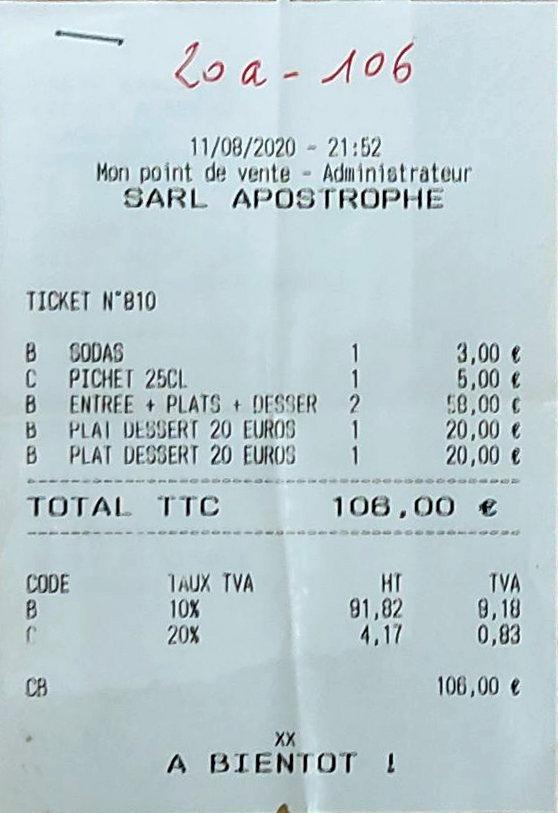 20a - 106
11/08/2020 - 21:52
Mon point de vente - Administrateur
SARL APOSTROPHE
TICKET N°810
B SODAS 1 3,00 €
C PICHET 25CL 1 5,00 €
B ENTREE + PLATS + DESSER 2 58,00 €
B PLAT DESSERT 20 EUROS 1 20,00 €
B PLAT DESSERT 20 EUROS 1 20,00 €
TOTAL TTC 106,00 €
CODE TAUX TVA HT TVA
B 10% 91,82 9,18
C 20% 4,17 0,83
CB 106,00 €
XX
A BIENTOT !